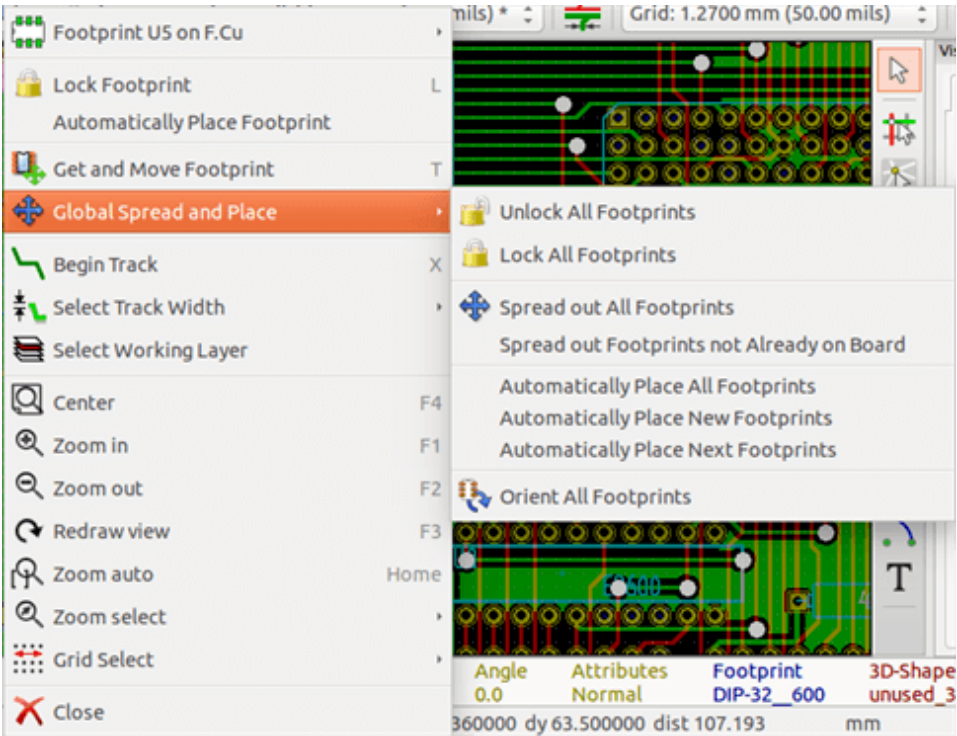 mils) *
Grid: 1.2700 mm (50.00 mils)
Footprint U5 on F.Cu
Vis
Lock Footprint L
Automatically Place Footprint
Get and Move Footprint T
Global Spread and Place
Unlock All Footprints
Lock All Footprints
Begin Track X
Select Track Width
Spread out All Footprints
Select Working Layer
Spread out Footprints not Already on Board
Automatically Place All Footprints
Center F4
Automatically Place New Footprints
Zoom in F1
Automatically Place Next Footprints
Zoom out F2
Orient All Footprints
Redraw view F3
Zoom auto Home
T
Zoom select
Grid Select
Angle Attributes Footprint 3D-Shape
0.0 Normal DIP-32__600 unused_3
Close
360000 dy 63.500000 dist 107.193 mm